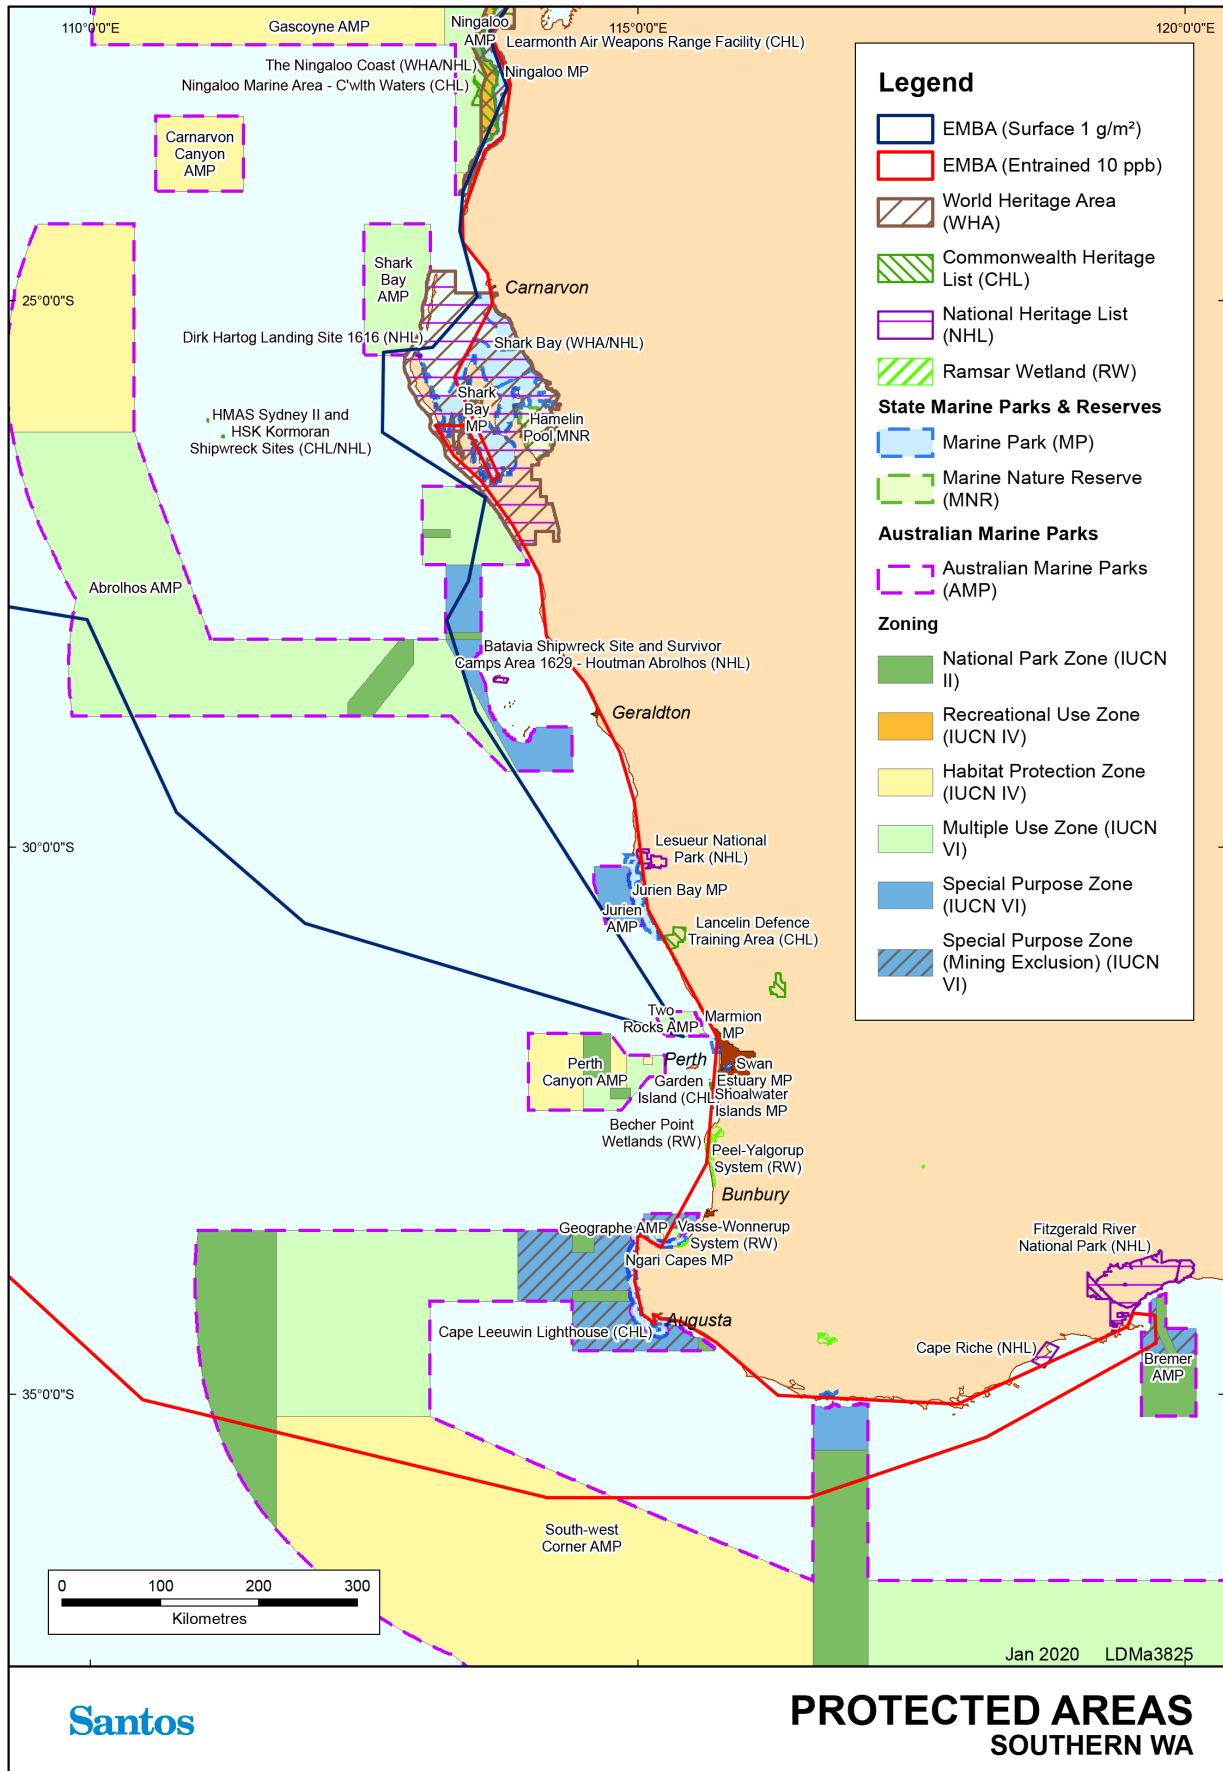 110°0'0"E
115°0'0"E
120°0'0"E
Gascoyne AMP
Ningaloo
AMP
Learmonth Air Weapons Range Facility (CHL)
The Ningaloo Coast (WHA/NHL)
Ningaloo MP
Ningaloo Marine Area - C'wlth Waters (CHL)
Carnarvon
Canyon
AMP
Shark
Bay
AMP
25°0'0"S
Carnarvon
Dirk Hartog Landing Site 1616 (NHL)
Shark Bay (WHA/NHL)
Shark
Bay
MP
Hamelin
Pool MNR
HMAS Sydney II and
HSK Kormoran
Shipwreck Sites (CHL/NHL)
Abrolhos AMP
Batavia Shipwreck Site and Survivor
Camps Area 1629 - Houtman Abrolhos (NHL)
Geraldton
30°0'0"S
Lesueur National
Park (NHL)
Jurien Bay MP
Jurien
AMP
Lancelin Defence
Training Area (CHL)
Two
Rocks AMP
Marmion
MP
Perth
Canyon AMP
Perth
Swan
Estuary MP
Garden
Island (CHL)
Shoalwater
Islands MP
Becher Point
Wetlands (RW)
Peel-Yalgorup
System (RW)
Bunbury
Geographe AMP
Vasse-Wonnerup
System (RW)
Ngari Capes MP
Fitzgerald River
National Park (NHL)
Cape Leeuwin Lighthouse (CHL)
Augusta
Cape Riche (NHL)
Bremer
AMP
35°0'0"S
South-west
Corner AMP
Legend
EMBA (Surface 1 g/m²)
EMBA (Entrained 10 ppb)
World Heritage Area
(WHA)
Commonwealth Heritage
List (CHL)
National Heritage List
(NHL)
Ramsar Wetland (RW)
State Marine Parks & Reserves
Marine Park (MP)
Marine Nature Reserve
(MNR)
Australian Marine Parks
Australian Marine Parks
(AMP)
Zoning
National Park Zone (IUCN
II)
Recreational Use Zone
(IUCN IV)
Habitat Protection Zone
(IUCN IV)
Multiple Use Zone (IUCN
VI)
Special Purpose Zone
(IUCN VI)
Special Purpose Zone
(Mining Exclusion) (IUCN
VI)
0 100 200 300
Kilometres
Jan 2020 LDMa3825
Santos
PROTECTED AREAS
SOUTHERN WA